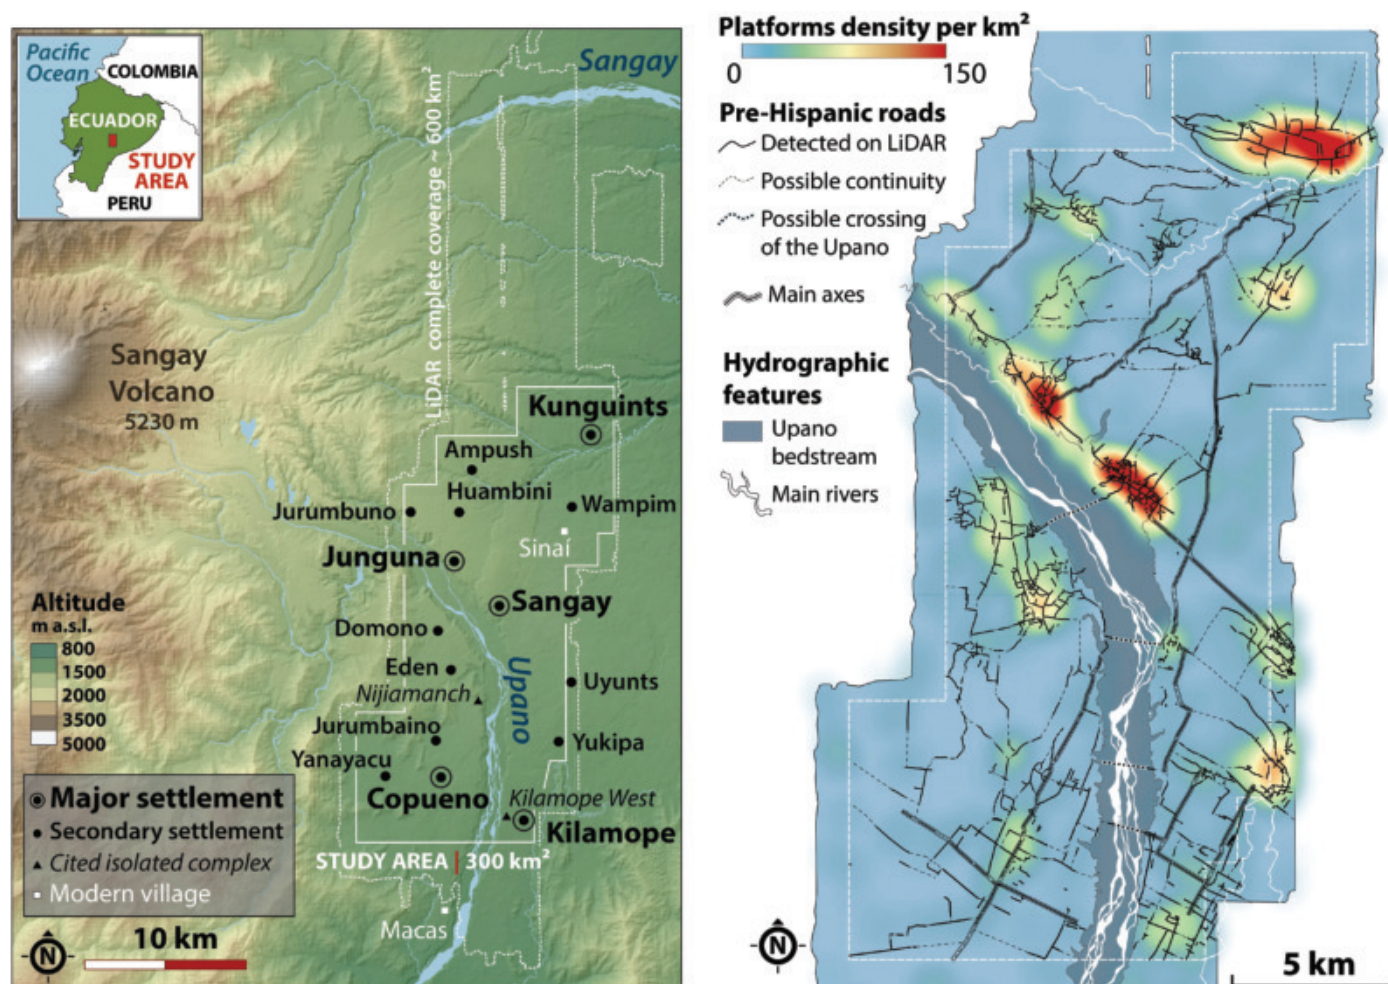 Pacific
Ocean
COLOMBIA
ECUADOR
STUDY
AREA
PERU
Sangay
LiDAR complete coverage ~ 600 km²
Sangay
Volcano
5230 m
Kunguints
Ampush
Huambini
Jurumbuno
Wampim
Sinaí
Junguna
Sangay
Domono
Eden
Nijiamanch
Upano
Uyunts
Jurumbaino
Yukipa
Yanayacu
Copueno
Kilamope West
Kilamope
STUDY AREA | 300 km²
Macas
Altitude
m a.s.l.
800
1500
2000
3500
5000
Major settlement
Secondary settlement
Cited isolated complex
Modern village
N
10 km
Platforms density per km²
0
150
Pre-Hispanic roads
Detected on LiDAR
Possible continuity
Possible crossing
of the Upano
Main axes
Hydrographic
features
Upano
bedstream
Main rivers
N
5 km